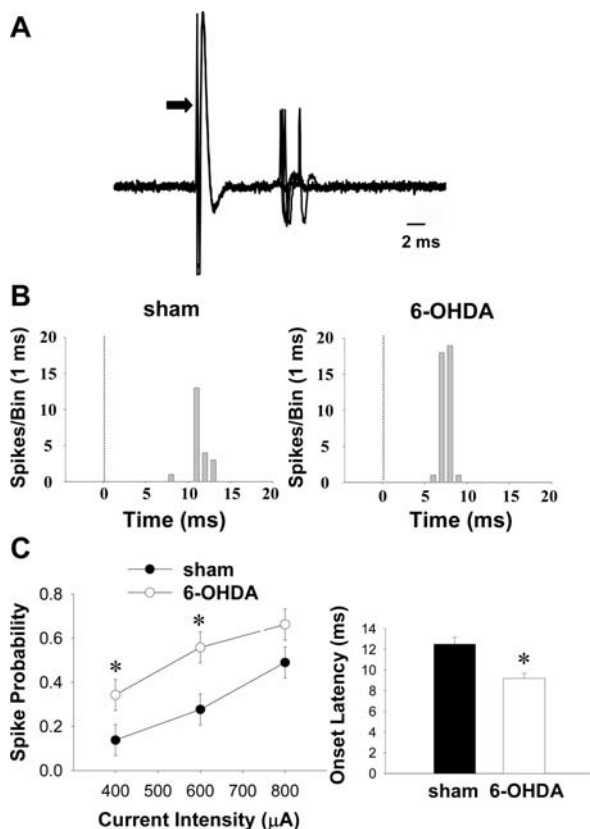 A
2 ms
B
sham
6-OHDA
Spikes/Bin (1 ms)
20
15
10
5
0
0 5 10 15 20
Time (ms)
Spikes/Bin (1 ms)
20
15
10
5
0
0 5 10 15 20
Time (ms)
C
sham
6-OHDA
Spike Probability
0.8
0.6
0.4
0.2
0.0
* *
400 500 600 700 800
Current Intensity (µA)
Onset Latency (ms)
14
12
10
8
6
4
2
0
*
sham 6-OHDA